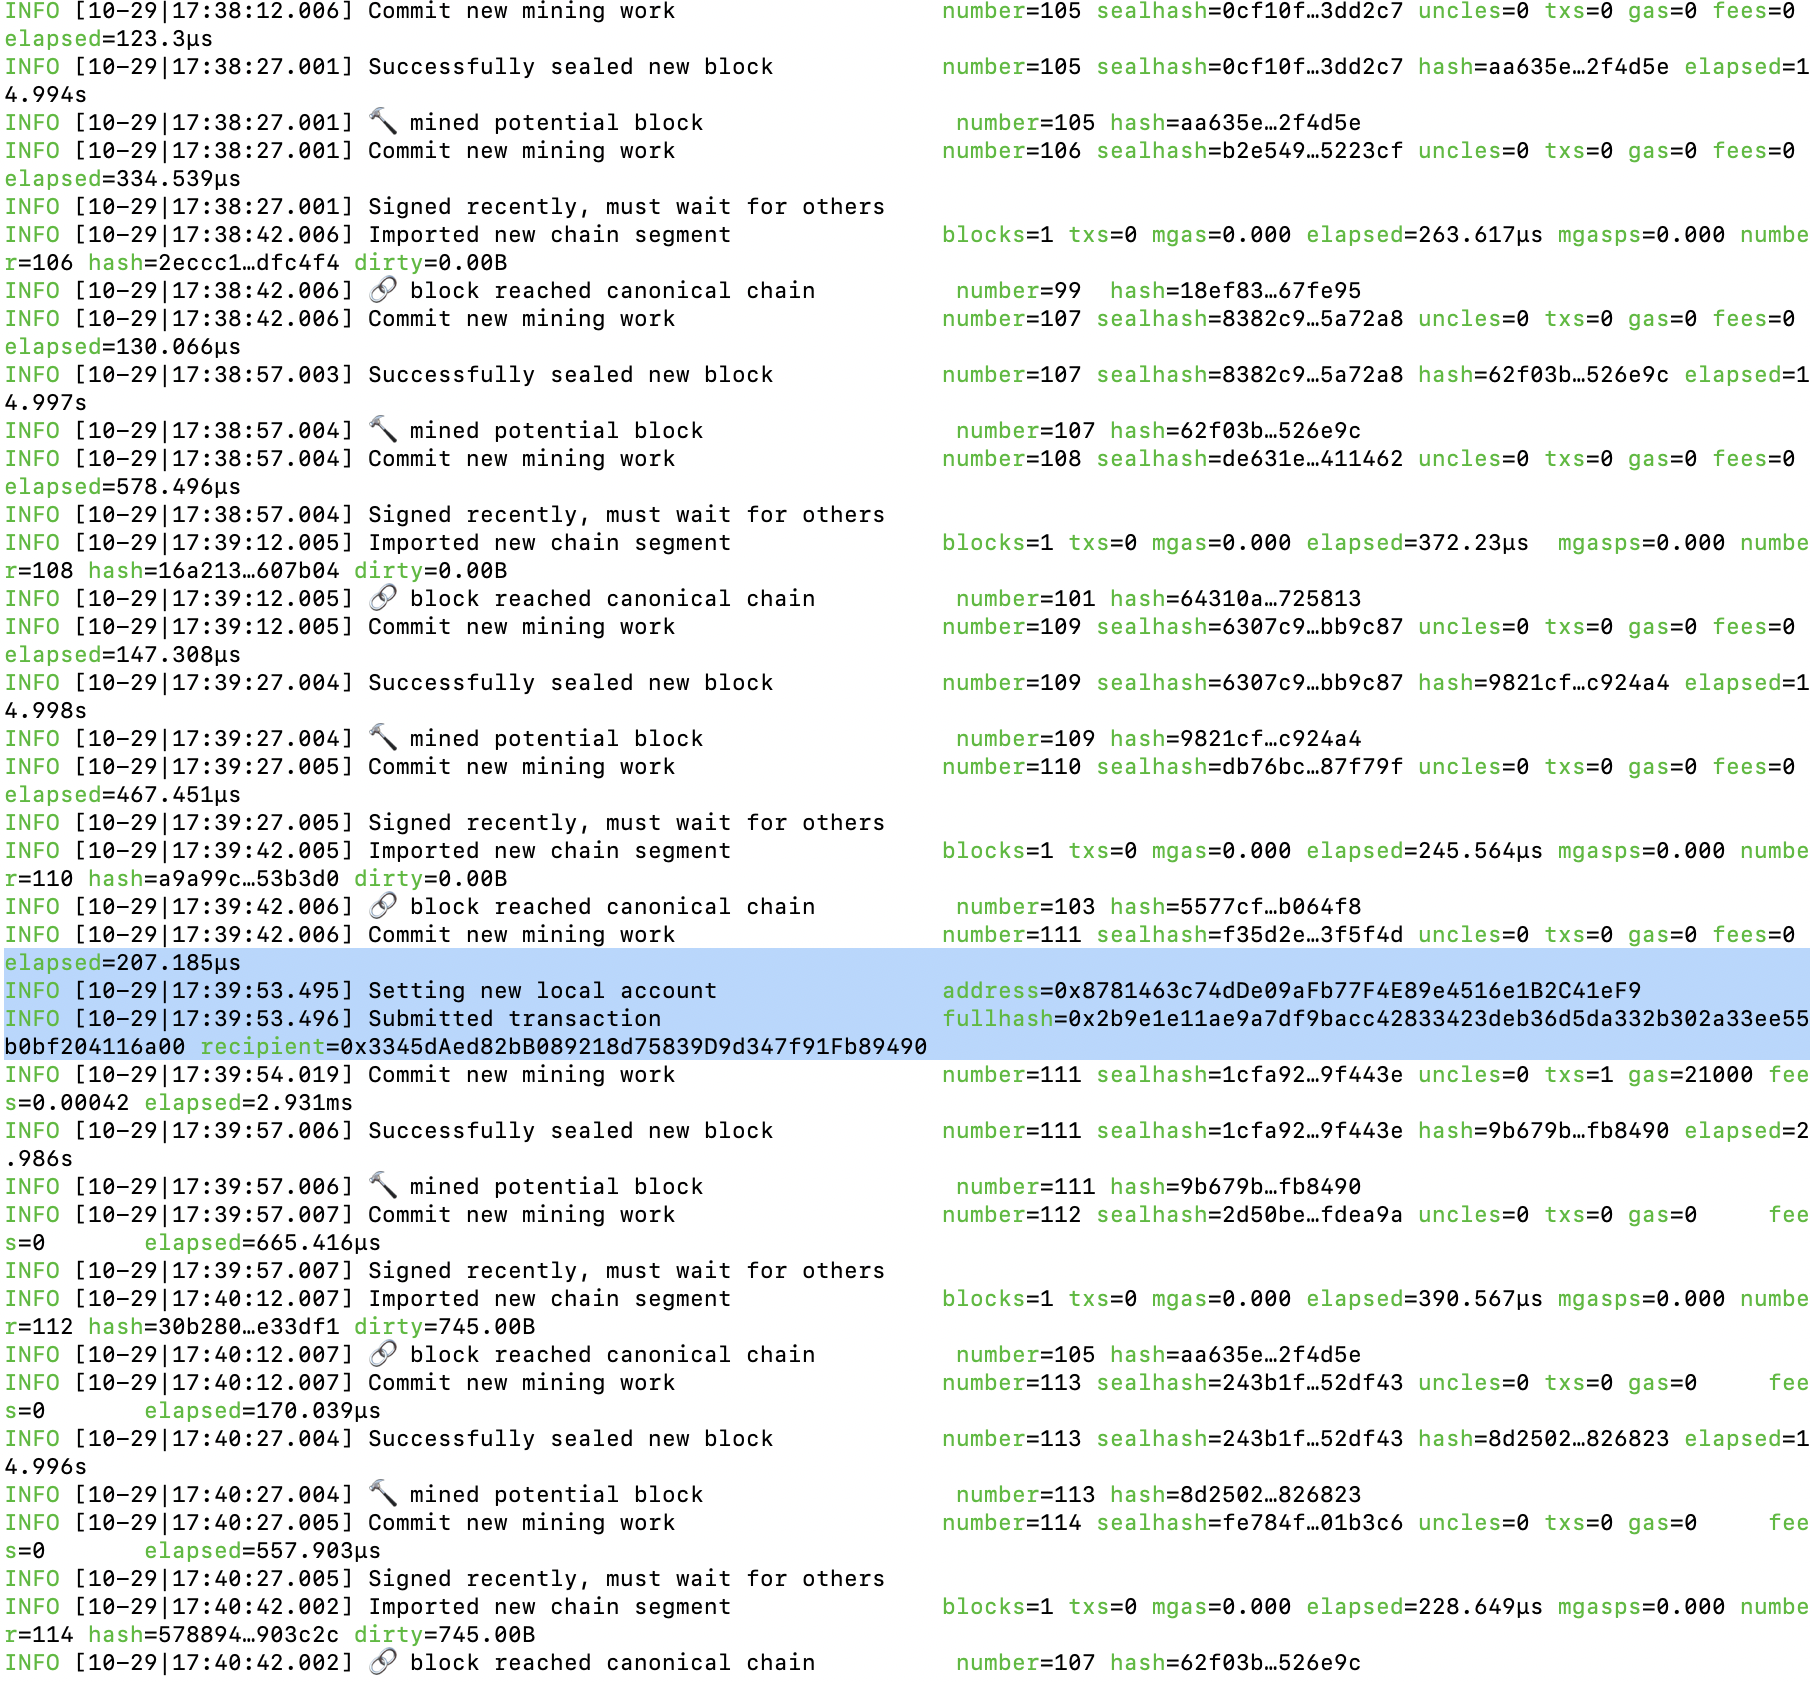 INFO [10-29|17:38:12.006] Commit new mining work                   number=105 sealhash=0cf10f…3dd2c7 uncles=0 txs=0 gas=0 fees=0
elapsed=123.3µs
INFO [10-29|17:38:27.001] Successfully sealed new block            number=105 sealhash=0cf10f…3dd2c7 hash=aa635e…2f4d5e elapsed=1
4.994s
INFO [10-29|17:38:27.001] 🔨 mined potential block                  number=105 hash=aa635e…2f4d5e
INFO [10-29|17:38:27.001] Commit new mining work                   number=106 sealhash=b2e549…5223cf uncles=0 txs=0 gas=0 fees=0
elapsed=334.539µs
INFO [10-29|17:38:27.001] Signed recently, must wait for others
INFO [10-29|17:38:42.006] Imported new chain segment               blocks=1 txs=0 mgas=0.000 elapsed=263.617µs mgasps=0.000 numbe
r=106 hash=2eccc1…dfc4f4 dirty=0.00B
INFO [10-29|17:38:42.006] 🔗 block reached canonical chain          number=99  hash=18ef83…67fe95
INFO [10-29|17:38:42.006] Commit new mining work                   number=107 sealhash=8382c9…5a72a8 uncles=0 txs=0 gas=0 fees=0
elapsed=130.066µs
INFO [10-29|17:38:57.003] Successfully sealed new block            number=107 sealhash=8382c9…5a72a8 hash=62f03b…526e9c elapsed=1
4.997s
INFO [10-29|17:38:57.004] 🔨 mined potential block                  number=107 hash=62f03b…526e9c
INFO [10-29|17:38:57.004] Commit new mining work                   number=108 sealhash=de631e…411462 uncles=0 txs=0 gas=0 fees=0
elapsed=578.496µs
INFO [10-29|17:38:57.004] Signed recently, must wait for others
INFO [10-29|17:39:12.005] Imported new chain segment               blocks=1 txs=0 mgas=0.000 elapsed=372.23µs  mgasps=0.000 numbe
r=108 hash=16a213…607b04 dirty=0.00B
INFO [10-29|17:39:12.005] 🔗 block reached canonical chain          number=101 hash=64310a…725813
INFO [10-29|17:39:12.005] Commit new mining work                   number=109 sealhash=6307c9…bb9c87 uncles=0 txs=0 gas=0 fees=0
elapsed=147.308µs
INFO [10-29|17:39:27.004] Successfully sealed new block            number=109 sealhash=6307c9…bb9c87 hash=9821cf…c924a4 elapsed=1
4.998s
INFO [10-29|17:39:27.004] 🔨 mined potential block                  number=109 hash=9821cf…c924a4
INFO [10-29|17:39:27.005] Commit new mining work                   number=110 sealhash=db76bc…87f79f uncles=0 txs=0 gas=0 fees=0
elapsed=467.451µs
INFO [10-29|17:39:27.005] Signed recently, must wait for others
INFO [10-29|17:39:42.005] Imported new chain segment               blocks=1 txs=0 mgas=0.000 elapsed=245.564µs mgasps=0.000 numbe
r=110 hash=a9a99c…53b3d0 dirty=0.00B
INFO [10-29|17:39:42.006] 🔗 block reached canonical chain          number=103 hash=5577cf…b064f8
INFO [10-29|17:39:42.006] Commit new mining work                   number=111 sealhash=f35d2e…3f5f4d uncles=0 txs=0 gas=0 fees=0
elapsed=207.185µs
INFO [10-29|17:39:53.495] Setting new local account                address=0x8781463c74dDe09aFb77F4E89e4516e1B2C41eF9
INFO [10-29|17:39:53.496] Submitted transaction                    fullhash=0x2b9e1e11ae9a7df9bacc42833423deb36d5da332b302a33ee55
b0bf204116a00 recipient=0x3345dAed82bB089218d75839D9d347f91Fb89490
INFO [10-29|17:39:54.019] Commit new mining work                   number=111 sealhash=1cfa92…9f443e uncles=0 txs=1 gas=21000 fee
s=0.00042 elapsed=2.931ms
INFO [10-29|17:39:57.006] Successfully sealed new block            number=111 sealhash=1cfa92…9f443e hash=9b679b…fb8490 elapsed=2
.986s
INFO [10-29|17:39:57.006] 🔨 mined potential block                  number=111 hash=9b679b…fb8490
INFO [10-29|17:39:57.007] Commit new mining work                   number=112 sealhash=2d50be…fdea9a uncles=0 txs=0 gas=0     fee
s=0       elapsed=665.416µs
INFO [10-29|17:39:57.007] Signed recently, must wait for others
INFO [10-29|17:40:12.007] Imported new chain segment               blocks=1 txs=0 mgas=0.000 elapsed=390.567µs mgasps=0.000 numbe
r=112 hash=30b280…e33df1 dirty=745.00B
INFO [10-29|17:40:12.007] 🔗 block reached canonical chain          number=105 hash=aa635e…2f4d5e
INFO [10-29|17:40:12.007] Commit new mining work                   number=113 sealhash=243b1f…52df43 uncles=0 txs=0 gas=0     fee
s=0       elapsed=170.039µs
INFO [10-29|17:40:27.004] Successfully sealed new block            number=113 sealhash=243b1f…52df43 hash=8d2502…826823 elapsed=1
4.996s
INFO [10-29|17:40:27.004] 🔨 mined potential block                  number=113 hash=8d2502…826823
INFO [10-29|17:40:27.005] Commit new mining work                   number=114 sealhash=fe784f…01b3c6 uncles=0 txs=0 gas=0     fee
s=0       elapsed=557.903µs
INFO [10-29|17:40:27.005] Signed recently, must wait for others
INFO [10-29|17:40:42.002] Imported new chain segment               blocks=1 txs=0 mgas=0.000 elapsed=228.649µs mgasps=0.000 numbe
r=114 hash=578894…903c2c dirty=745.00B
INFO [10-29|17:40:42.002] 🔗 block reached canonical chain          number=107 hash=62f03b…526e9c